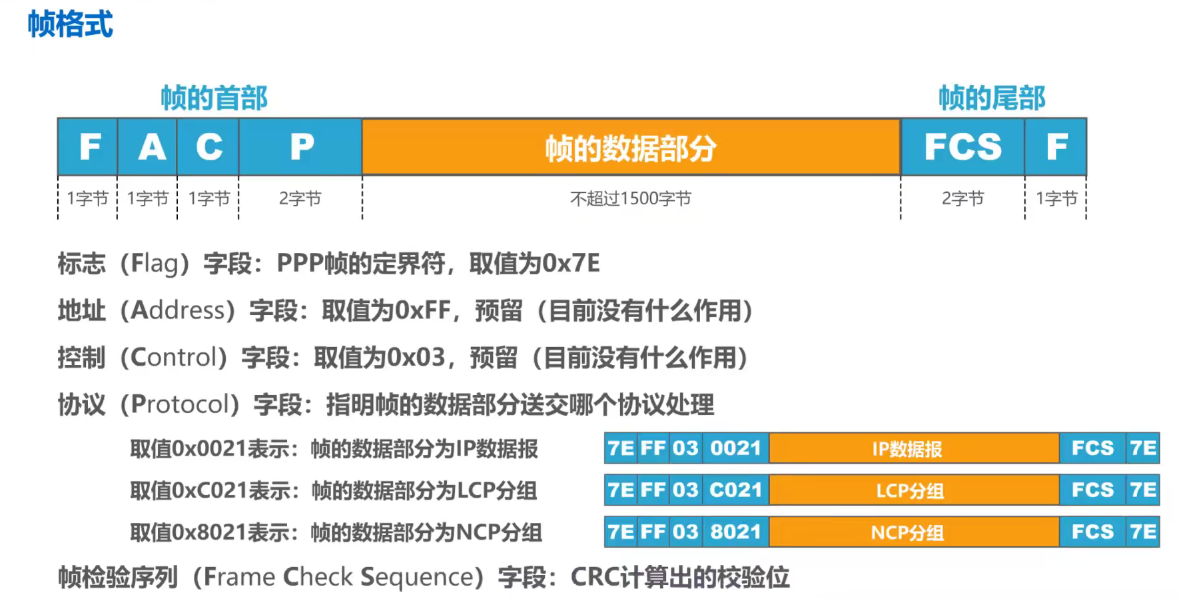 帧格式
帧的首部 帧的尾部
F A C P 帧的数据部分 FCS F
1字节 1字节 1字节 2字节 不超过1500字节 2字节 1字节
标志（Flag）字段：PPP帧的定界符，取值为0x7E
地址（Address）字段：取值为0xFF，预留（目前没有什么作用）
控制（Control）字段：取值为0x03，预留（目前没有什么作用）
协议（Protocol）字段：指明帧的数据部分送交哪个协议处理
取值0x0021表示：帧的数据部分为IP数据报 7E FF 03 0021 IP数据报 FCS 7E
取值0xC021表示：帧的数据部分为LCP分组 7E FF 03 C021 LCP分组 FCS 7E
取值0x8021表示：帧的数据部分为NCP分组 7E FF 03 8021 NCP分组 FCS 7E
帧检验序列（Frame Check Sequence）字段：CRC计算出的校验位